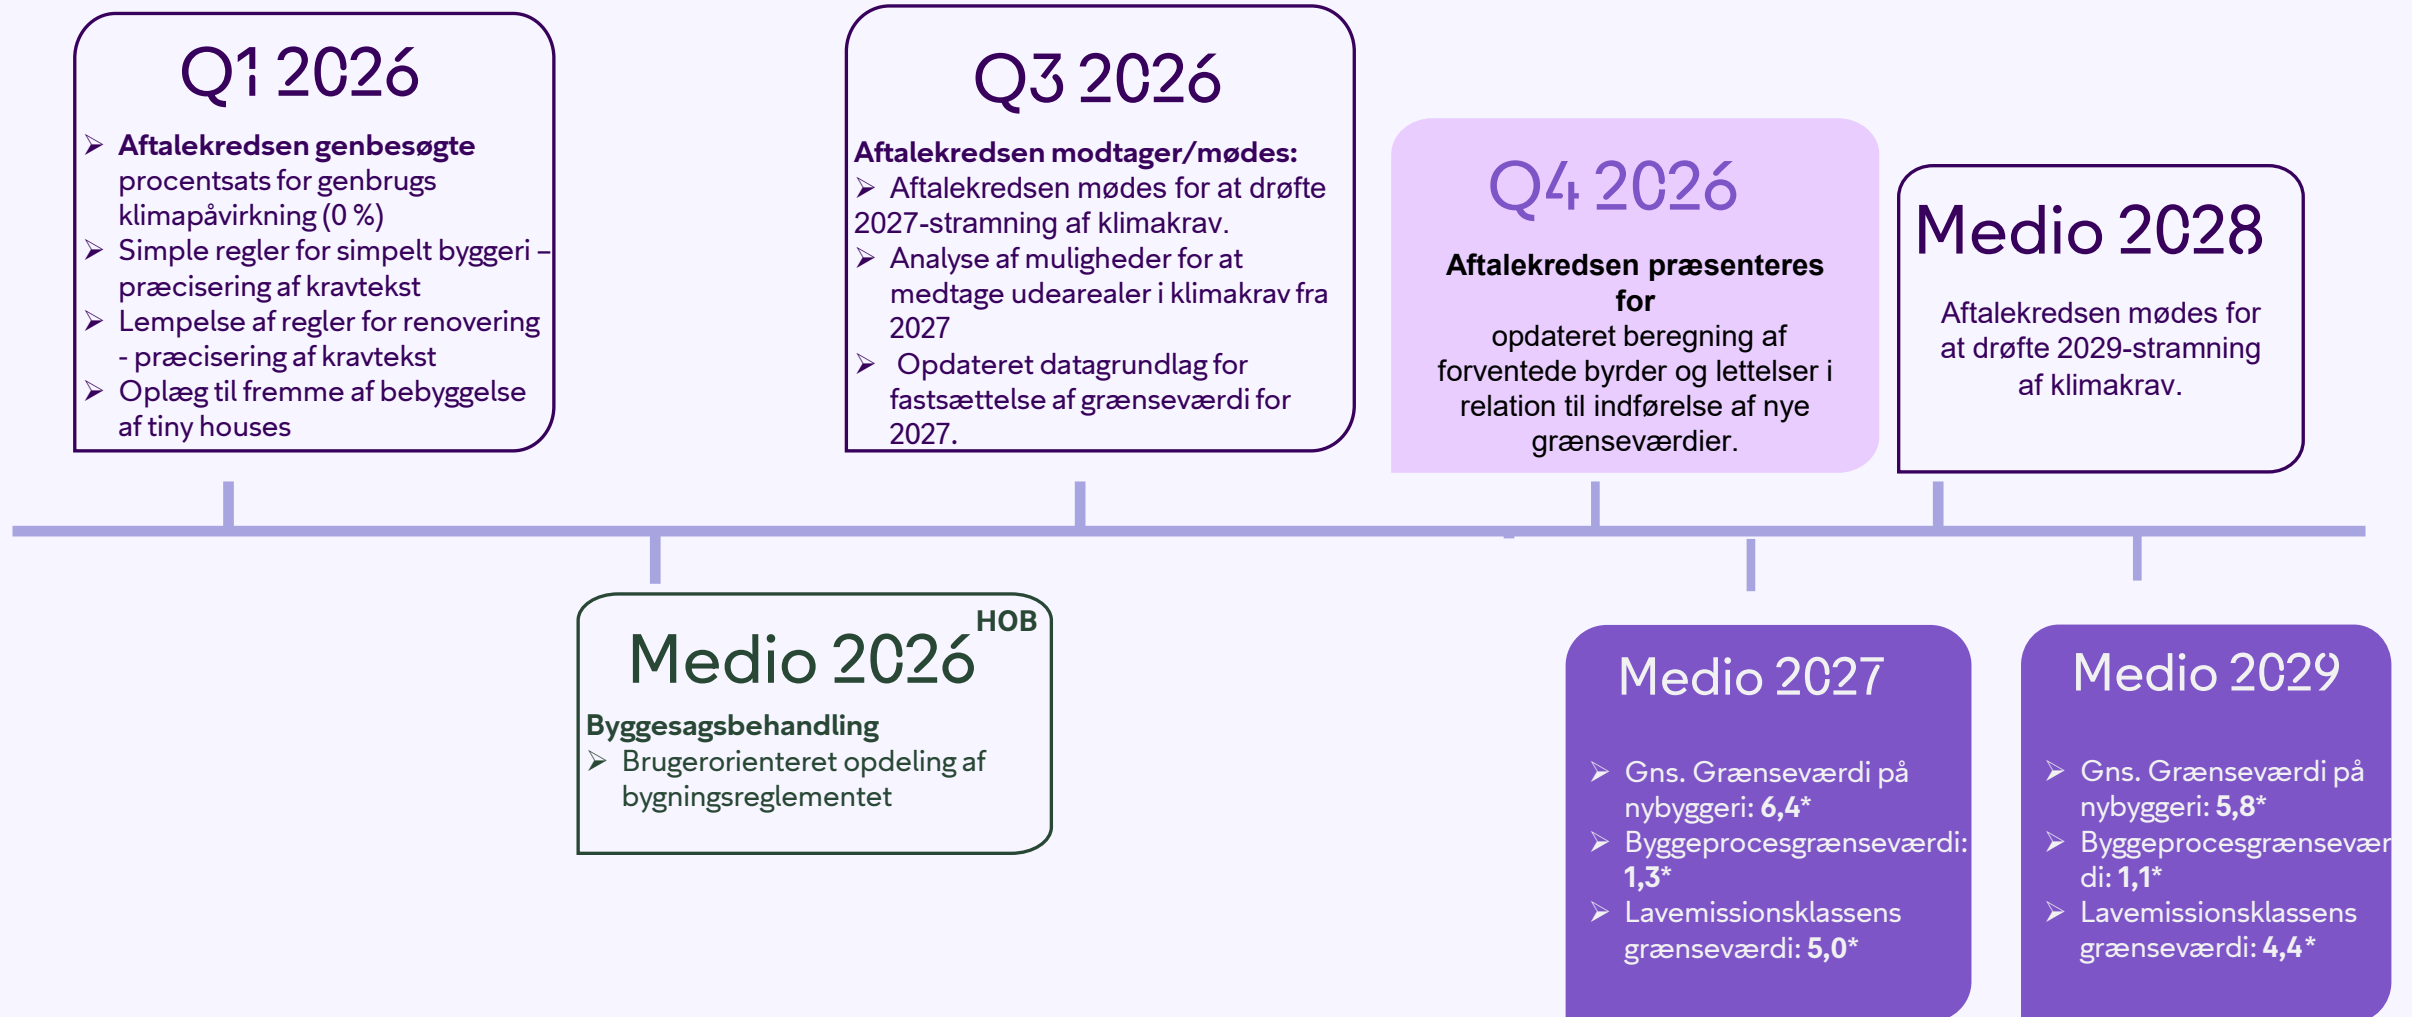 Q1 2026
➢ Aftalekredsen genbesøgte
procentsats for genbrugs
klimapåvirkning (0 %)
➢ Simple regler for simpelt byggeri –
præcisering af kravtekst
➢ Lempelse af regler for renovering
- præcisering af kravtekst
➢ Oplæg til fremme af bebyggelse
af tiny houses
Q3 2026
Aftalekredsen modtager/mødes:
➢ Aftalekredsen mødes for at drøfte
2027-stramning af klimakrav.
➢ Analyse af muligheder for at
medtage udearealer i klimakrav fra
2027
➢ Opdateret datagrundlag for
fastsættelse af grænseværdi for
2027.
Q4 2026
Aftalekredsen præsenteres
for
opdateret beregning af
forventede byrder og lettelser i
relation til indførelse af nye
grænseværdier.
Medio 2028
Aftalekredsen mødes for
at drøfte 2029-stramning
af klimakrav.
HOB
Medio 2026
Byggesagsbehandling
➢ Brugerorienteret opdeling af
bygningsreglementet
Medio 2027
➢ Gns. Grænseværdi på
nybyggeri: 6,4*
➢ Byggeprocesgrænseværdi:
1,3*
➢ Lavemissionsklassens
grænseværdi: 5,0*
Medio 2029
➢ Gns. Grænseværdi på
nybyggeri: 5,8*
➢ Byggeprocesgrænsevær
di: 1,1*
➢ Lavemissionsklassens
grænseværdi: 4,4*